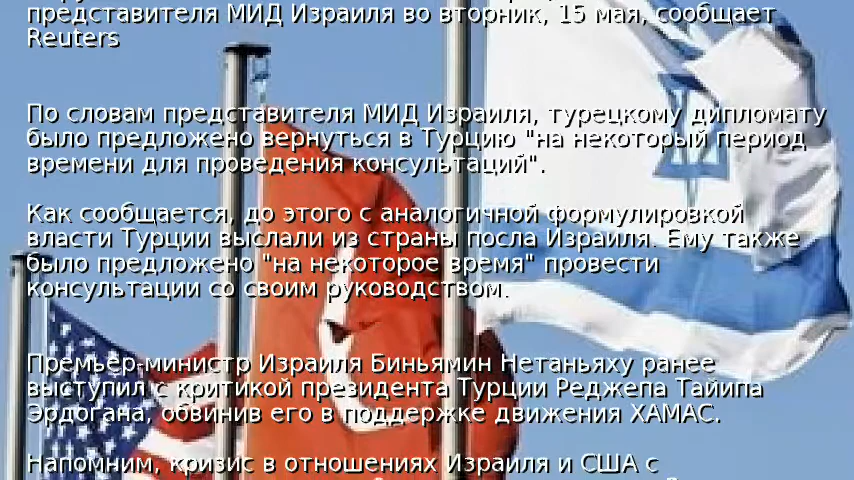 представителя МИД Израиля во вторник, 15 мая, сообщает
Reuters
По словам представителя МИД Израиля, турецкому дипломату
было предложено вернуться в Турцию "на некоторый период
времени для проведения консультаций".
Как сообщается, до этого с аналогичной формулировкой
власти Турции выслали из страны посла Израиля. Ему также
было предложено "на некоторое время" провести
консультации со своим руководством.
Премьер-министр Израиля Биньямин Нетаньяху ранее
выступил с критикой президента Турции Реджепа Тайипа
Эрдогана, обвинив его в поддержке движения ХАМАС.
Напомним, кризис в отношениях Израиля и США с